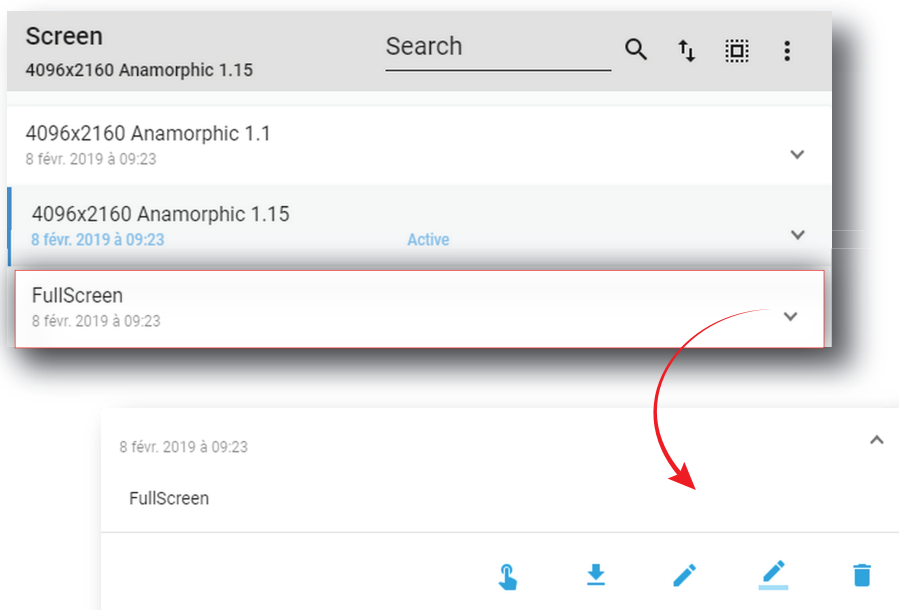 Screen
Search
4096x2160 Anamorphic 1.15
4096x2160 Anamorphic 1.1
8 févr. 2019 à 09:23
4096x2160 Anamorphic 1.15
8 févr. 2019 à 09:23 Active
FullScreen
8 févr. 2019 à 09:23
8 févr. 2019 à 09:23
FullScreen